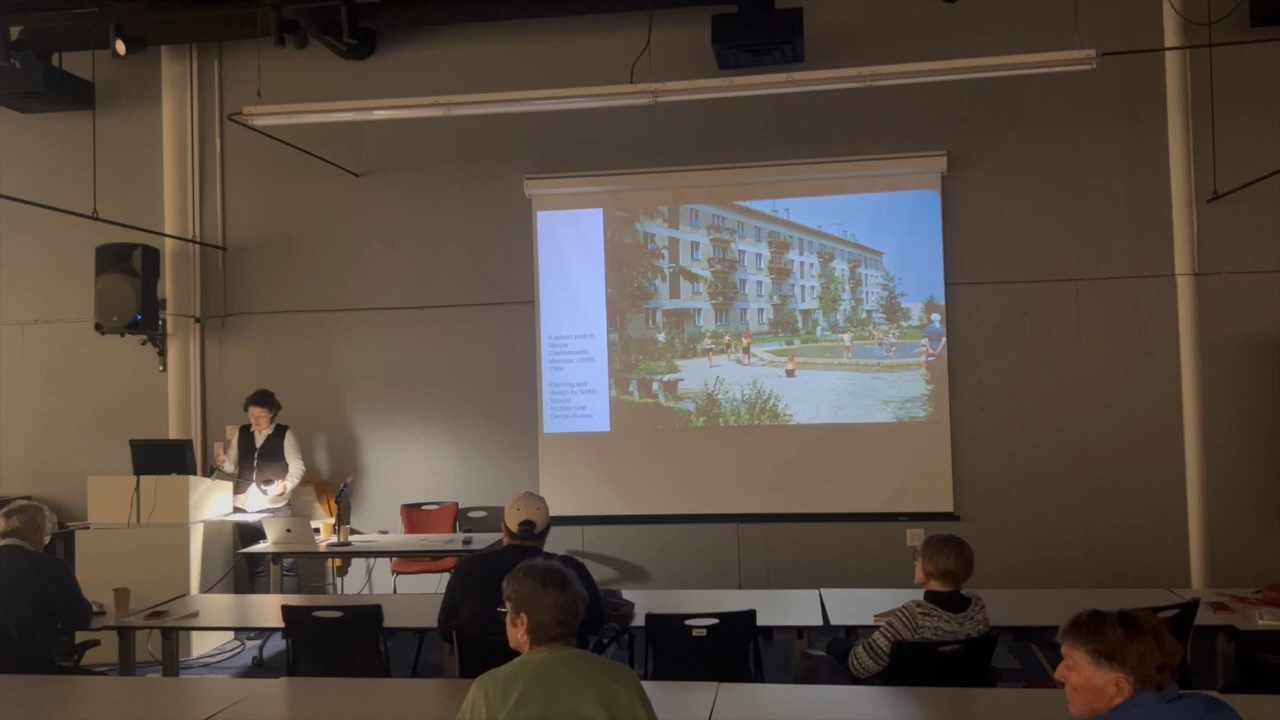 A splash pool in
Novye
Cheremushki,
Moscow, USSR,
1964
Planning and
design by SAKB,
Special
Architectural
Design Bureau